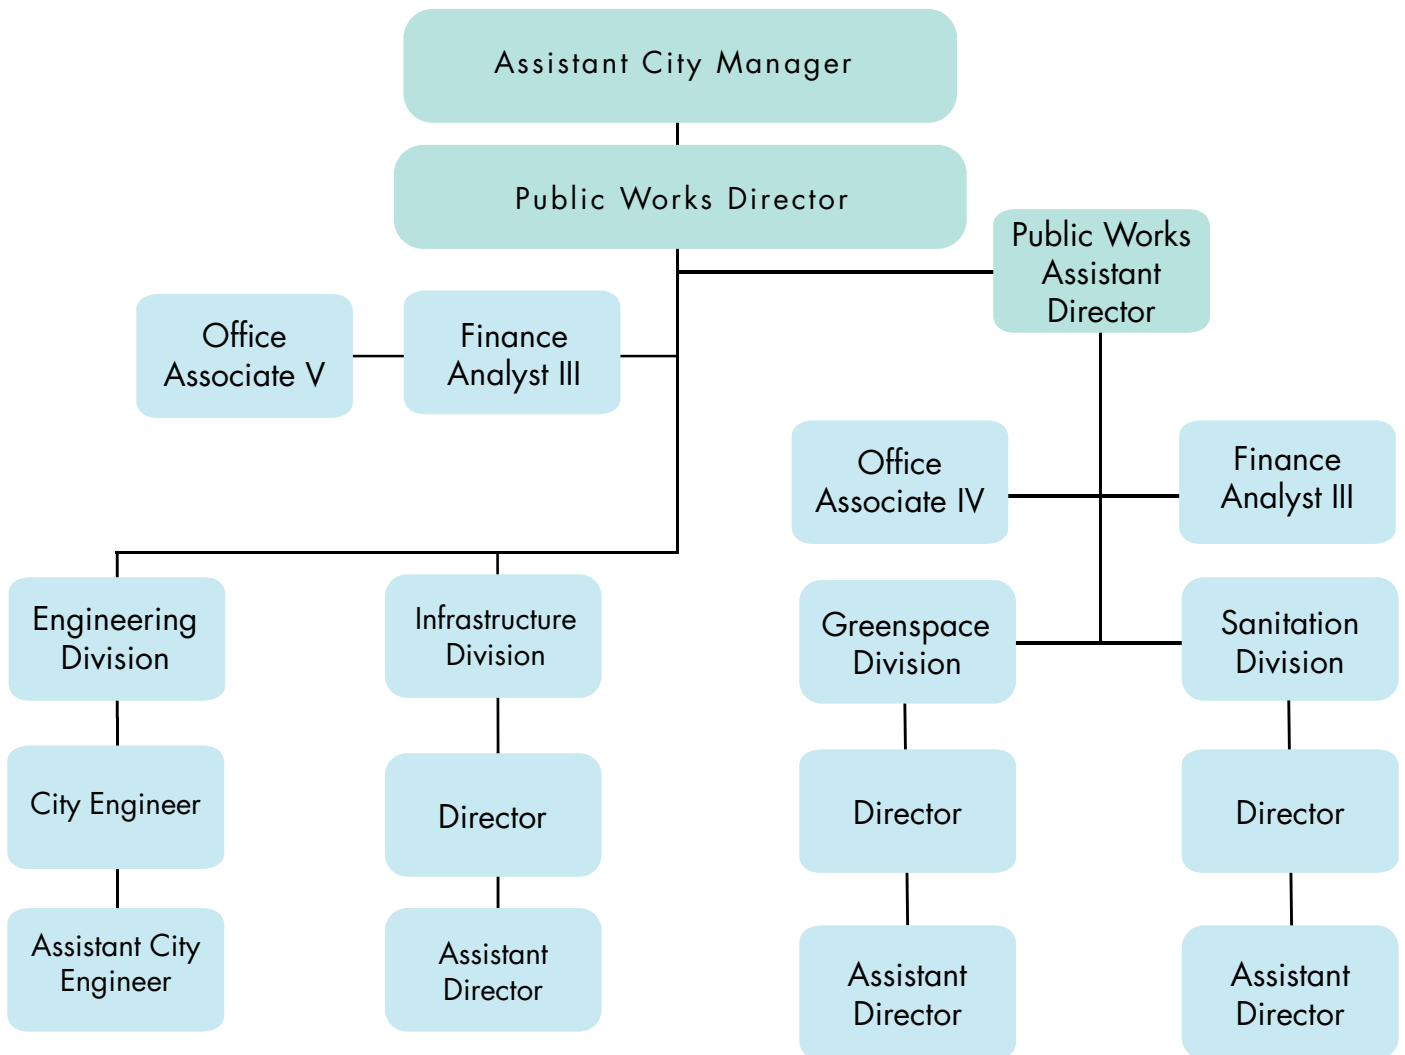 Assistant City Manager
Public Works Director
Public Works
Assistant
Director
Office
Associate V
Finance
Analyst III
Office
Associate IV
Finance
Analyst III
Engineering
Division
Infrastructure
Division
Greenspace
Division
Sanitation
Division
City Engineer
Director
Director
Director
Assistant City
Engineer
Assistant
Director
Assistant
Director
Assistant
Director